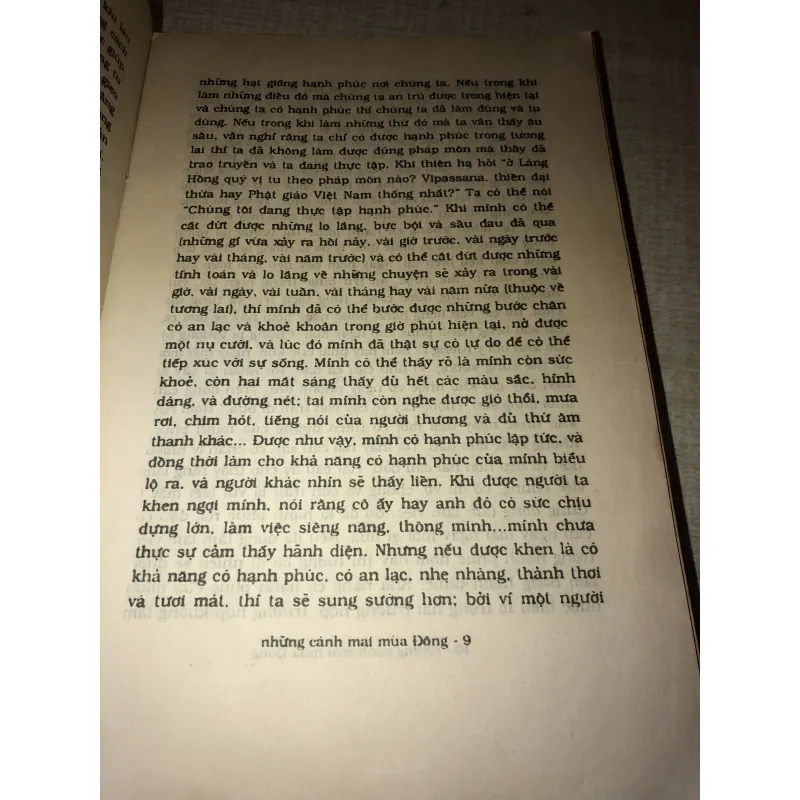 khi làm
cách
giúp
tu
những hạt giống hạnh phúc nơi chúng ta. Nếu trong khi
làm những điều đó mà chúng ta an trú được trong hiện tại
và chúng ta có hạnh phúc thì chúng ta đã làm đúng và tu
đúng. Nếu trong khi làm những thứ đó mà ta vẫn thấy âu
sầu, vẫn nghĩ rằng ta chỉ có được hạnh phúc trong tương
lai thì ta đã không làm được đúng pháp môn mà thầy đã
trao truyền và ta đang thực tập. Khi thiên hạ hỏi "ở Làng
Hồng quý vị tu theo pháp môn nào? Vipassana, thiền đại
thừa hay Phật giáo Việt Nam thống nhất?" Ta có thể nói
"Chúng tôi đang thực tập hạnh phúc." Khi mình có thể
cắt đứt được những lo lắng, bực bội và sầu đau đã qua
(những gì vừa xảy ra hồi nãy, vài giờ trước, vài ngày trước
hay vài tháng, vài năm trước) và có thể cắt đứt được những
tính toán và lo lắng về những chuyện sẽ xảy ra trong vài
giờ, vài ngày, vài tuần, vài tháng hay vài năm nữa (thuộc về
tương lai), thì mình đã có thể bước được những bước chân
có an lạc và khoẻ khoắn trong giờ phút hiện tại, nở được
một nụ cười, và lúc đó mình đã thật sự có tự do để có thể
tiếp xúc với sự sống. Mình có thể thấy rõ là mình còn sức
khoẻ, còn hai mắt sáng thấy đủ hết các màu sắc, hình
dáng, và đường nét; tai mình còn nghe được gió thổi, mưa
rơi, chim hót, tiếng nói của người thương và đủ thứ âm
thanh khác... Được như vậy, mình có hạnh phúc lập tức, và
đồng thời làm cho khả năng có hạnh phúc của mình biểu
lộ ra, và người khác nhìn sẽ thấy liền. Khi được người ta
khen ngợi mình, nói rằng cô ấy hay anh đó có sức chịu
đựng lớn, làm việc siêng năng, thông minh...mình chưa
thực sự cảm thấy hãnh diện. Nhưng nếu được khen là có
khả năng có hạnh phúc, có an lạc, nhẹ nhàng, thảnh thơi
và tươi mát, thì ta sẽ sung sướng hơn; bởi vì một người
những cánh mai mùa Đông - 9